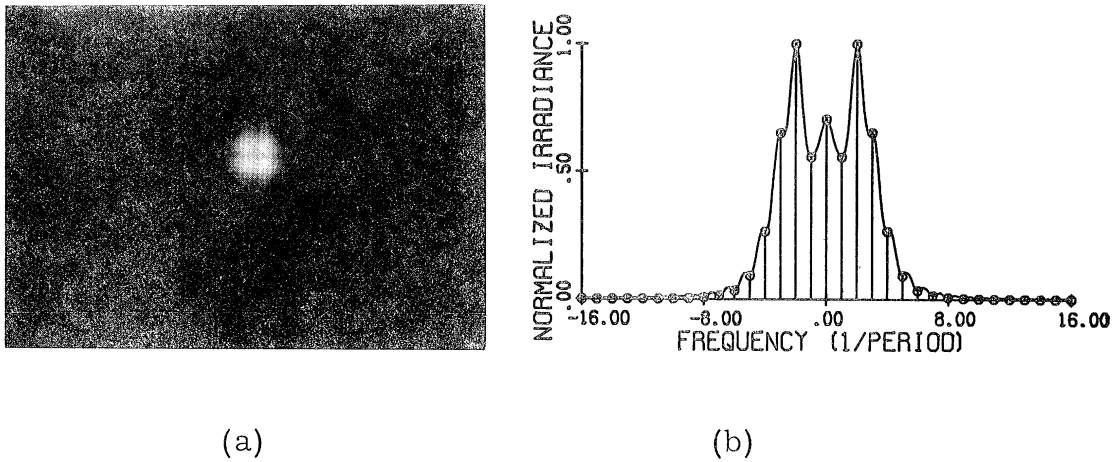 NORMALIZED IRRADIANCE
1.00
.50
.00
-16.00 -8.00 .00 8.00 16.00
FREQUENCY (1/PERIOD)
(a) (b)